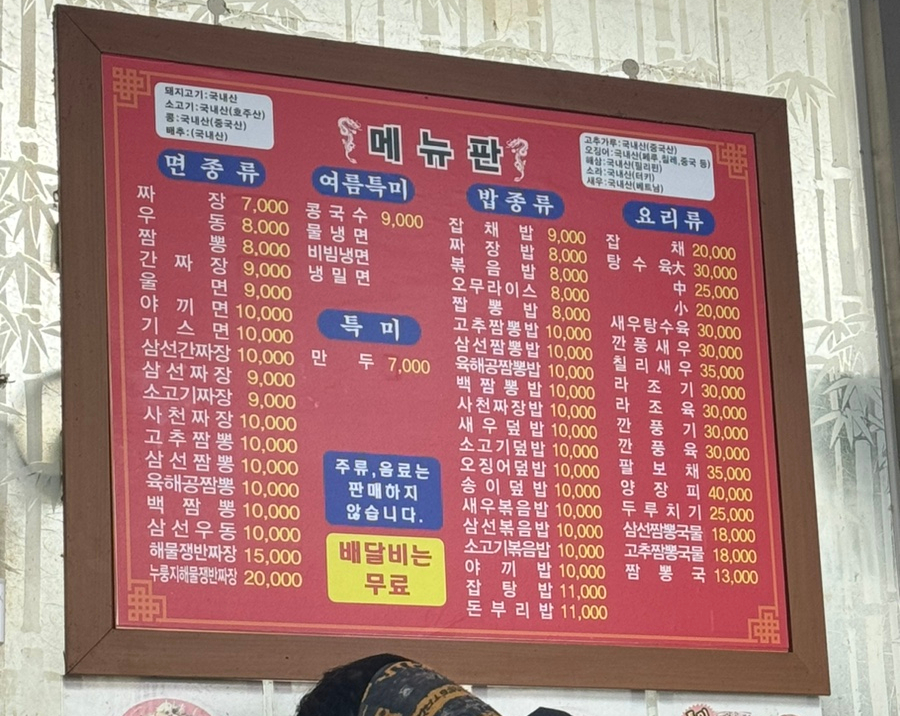 돼지고기:국내산
소고기:국내산(호주산)
콩:국내산(중국산)
배추:(국내산)
메뉴판
고추가루:국내산(중국산)
오징어:국내산(페루,칠레,중국 등)
해삼:국내산(필리핀)
소라:국내산(터키)
새우:국내산(베트남)
면종류
짜장 7,000
우동 8,000
짬뽕 8,000
간짜장 9,000
울면 9,000
야끼면 10,000
기스면 10,000
삼선간짜장 10,000
삼선짜장 9,000
소고기짜장 9,000
사천짜장 10,000
고추짬뽕 10,000
삼선짬뽕 10,000
육해공짬뽕 10,000
백짬뽕 10,000
삼선우동 10,000
해물쟁반짜장 15,000
누룽지해물쟁반짜장 20,000
여름특미
콩국수 9,000
물냉면
비빔냉면
냉밀면
특미
만두 7,000
주류,음료는
판매하지
않습니다.
배달비는
무료
밥종류
잡채밥 9,000
짜장밥 8,000
볶음밥 8,000
오무라이스 8,000
짬뽕밥 8,000
고추짬뽕밥 10,000
삼선짬뽕밥 10,000
육해공짬뽕밥 10,000
백짬뽕밥 10,000
사천짜장밥 10,000
새우덮밥 10,000
소고기덮밥 10,000
오징어덮밥 10,000
송이덮밥 10,000
새우볶음밥 10,000
삼선볶음밥 10,000
소고기볶음밥 10,000
야끼밥 10,000
잡탕밥 11,000
돈부리밥 11,000
요리류
잡채 20,000
탕수육大 30,000
中 25,000
小 20,000
새우탕수육 30,000
깐풍새우 30,000
칠리새우 35,000
라조기 30,000
라조육 30,000
깐풍기 30,000
깐풍육 30,000
팔보채 35,000
양장피 40,000
두루치기 25,000
삼선짬뽕국물 18,000
고추짬뽕국물 18,000
짬뽕국 13,000